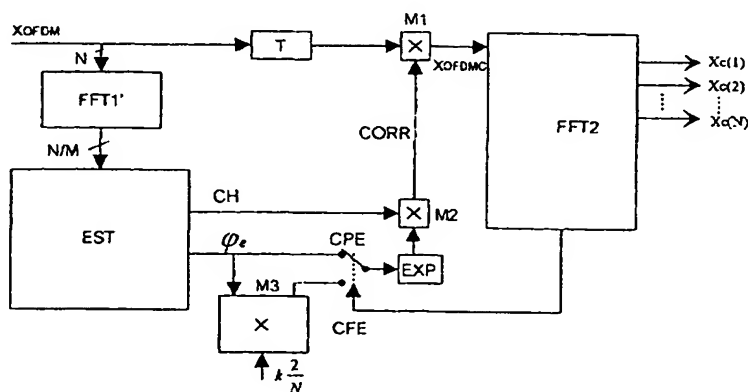 XOFDM
T
M1
×
XOFDMC
N
FFT1'
N/M
EST
CORR
CH
×
M2
φe
CPE
EXP
M3
×
CFE
k 2/N
FFT2
Xc(1)
Xc(2)
Xc(N)